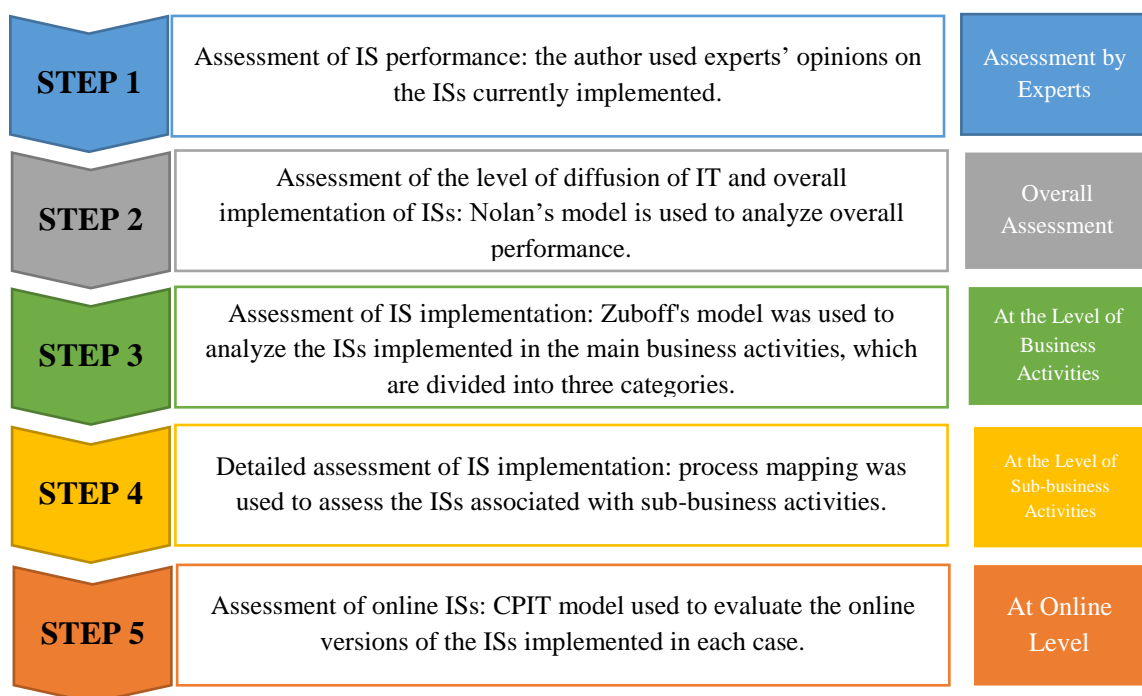 STEP 1
Assessment of IS performance: the author used experts’ opinions on
the ISs currently implemented.
Assessment by
Experts
STEP 2
Assessment of the level of diffusion of IT and overall
implementation of ISs: Nolan’s model is used to analyze overall
performance.
Overall
Assessment
STEP 3
Assessment of IS implementation: Zuboff's model was used to
analyze the ISs implemented in the main business activities, which
are divided into three categories.
At the Level of
Business
Activities
STEP 4
Detailed assessment of IS implementation: process mapping was
used to assess the ISs associated with sub-business activities.
At the Level of
Sub-business
Activities
STEP 5
Assessment of online ISs: CPIT model used to evaluate the online
versions of the ISs implemented in each case.
At Online
Level